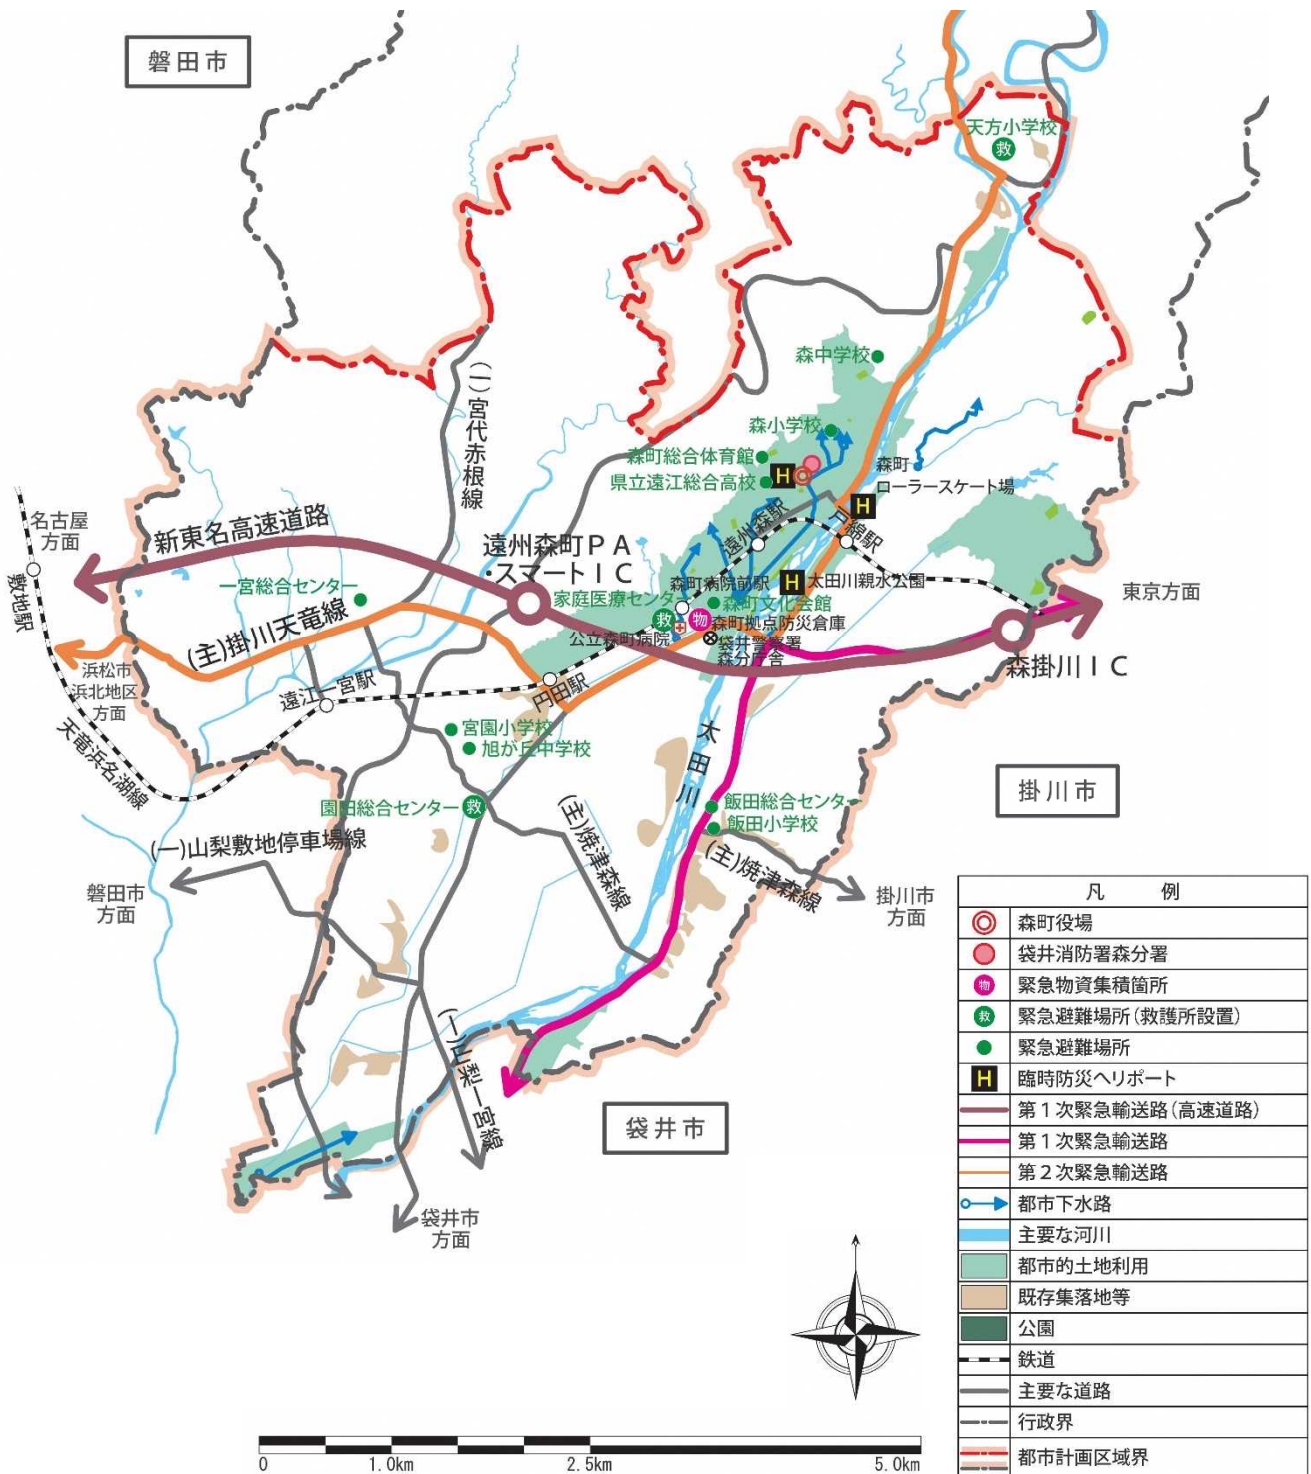 磐田市
天方小学校
救
森中学校
(一)宮代赤根線
森小学校
森町総合体育館
H
県立遠江総合高校
森町
ローラースケート場
名古屋
方面
新東名高速道路
敷地駅
遠州森駅
戸綿駅
H
遠州森町PA
・スマートIC
森町病院前駅
H
太田川親水公園
東京方面
一宮総合センター
家庭医療センター
救
物
森町文化会館
森町拠点防災倉庫
公立森町病院
袋井警察署
森分庁舎
(主)掛川天竜線
森掛川IC
浜松市
浜北地区
方面
遠江一宮駅
円田駅
天竜浜名湖線
宮園小学校
旭が丘中学校
太田川
掛川市
園田総合センター
救
飯田総合センター
飯田小学校
(一)山梨敷地停車場線
(主)焼津森線
(主)焼津森線
磐田市
方面
掛川市
方面
(一)山梨一宮線
袋井市
袋井市
方面
凡 例
森町役場
袋井消防署森分署
物 緊急物資集積箇所
救 緊急避難場所(救護所設置)
緊急避難場所
H 臨時防災ヘリポート
第1次緊急輸送路(高速道路)
第1次緊急輸送路
第2次緊急輸送路
都市下水路
主要な河川
都市的土地利用
既存集落地等
公園
鉄道
主要な道路
行政界
都市計画区域界
0 1.0km 2.5km 5.0km